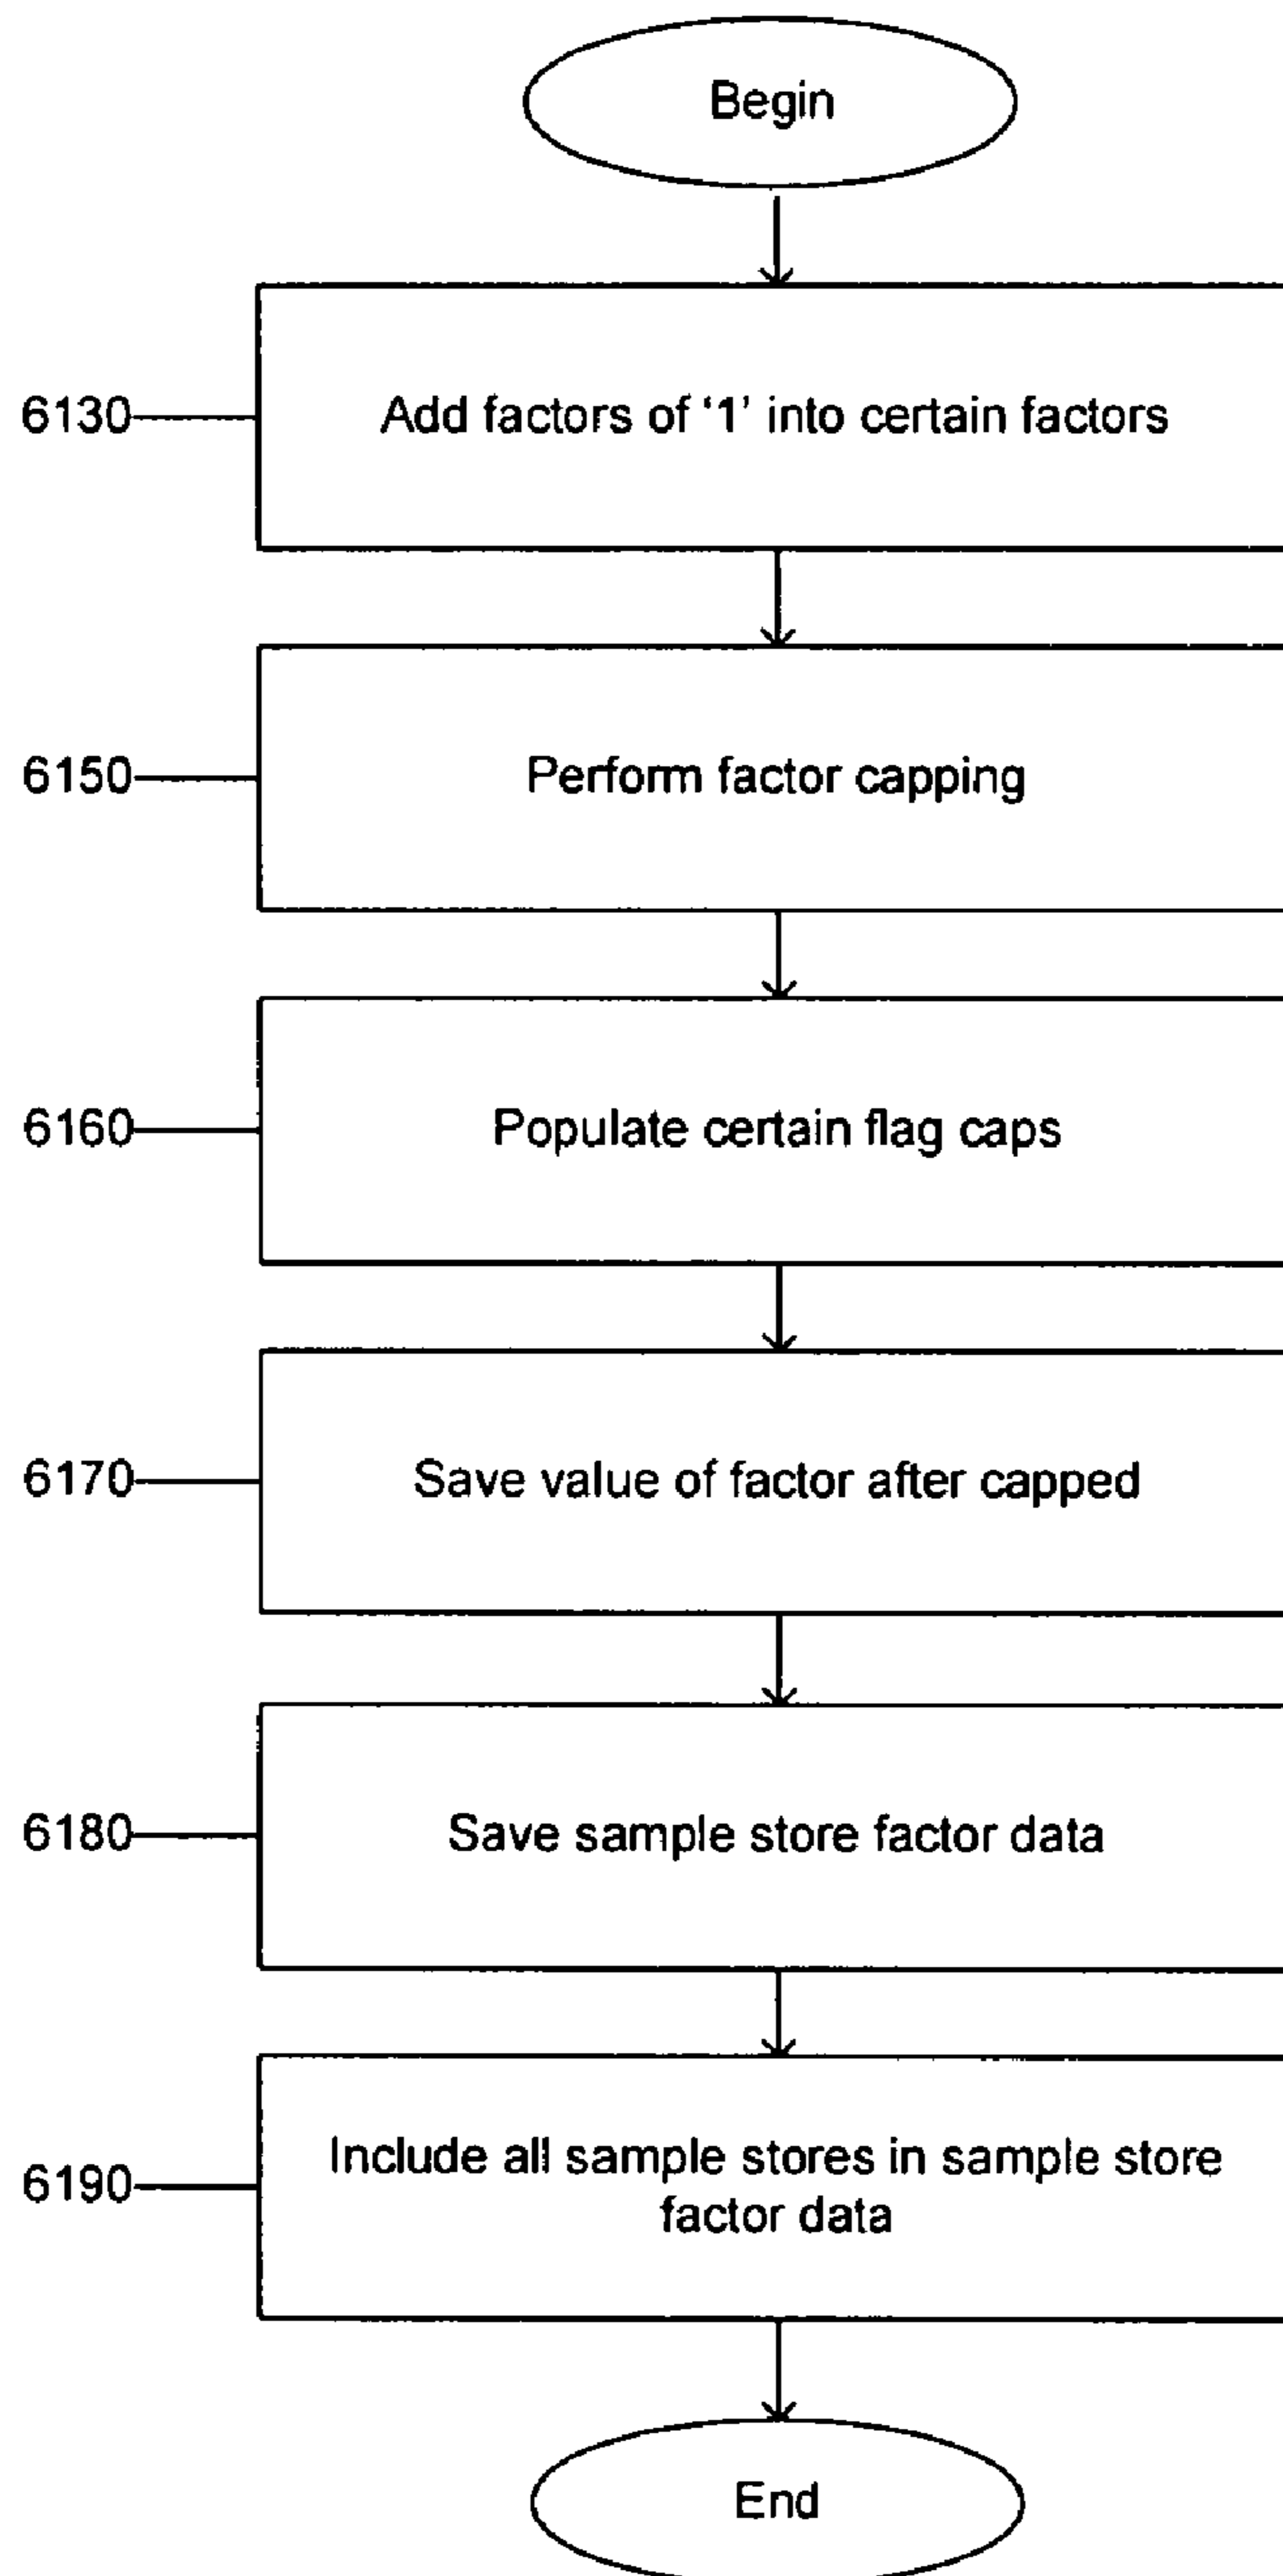 Begin
6130
Add factors of ‘1’ into certain factors
6150
Perform factor capping
6160
Populate certain flag caps
6170
Save value of factor after capped
6180
Save sample store factor data
6190
Include all sample stores in sample store
factor data
End